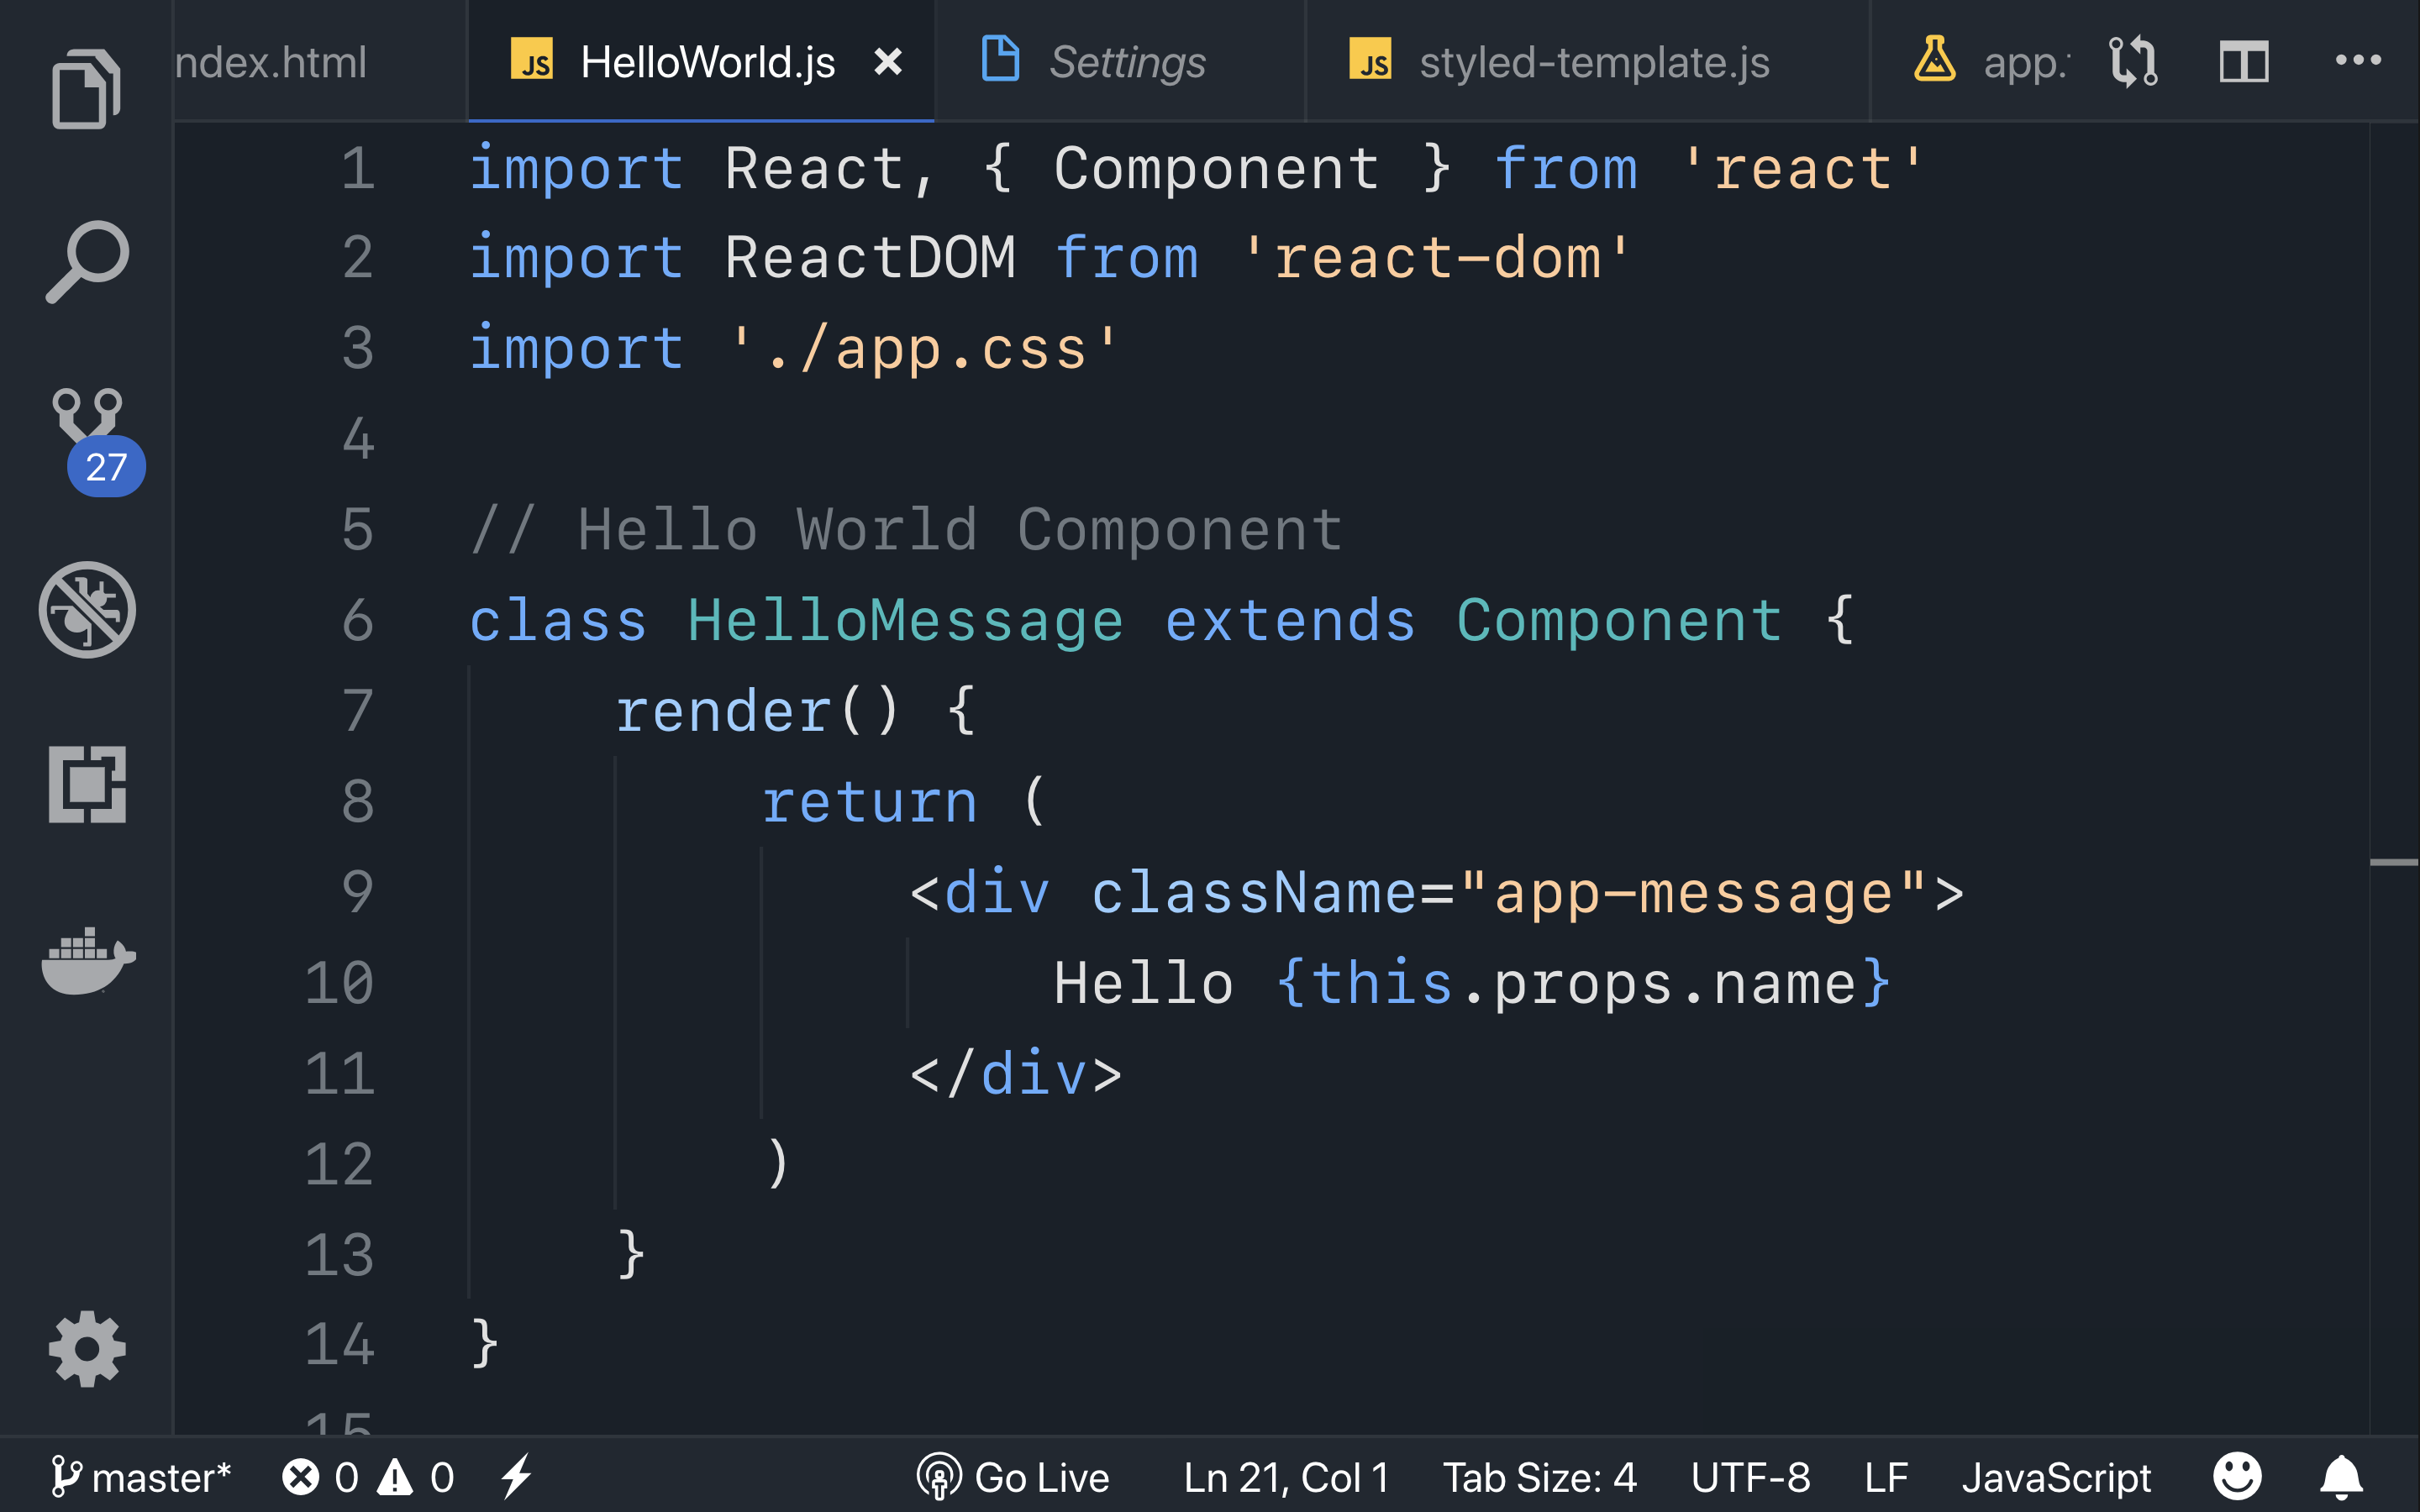 ndex.html
JS HelloWorld.js
Settings
JS styled-template.js
app.
1 import React, { Component } from 'react'
2 import ReactDOM from 'react-dom'
3 import './app.css'
4
5 // Hello World Component
6 class HelloMessage extends Component {
7     render() {
8         return (
9             <div className="app-message">
10                 Hello {this.props.name}
11             </div>
12         )
13     }
14 }
15
27
master* 0 0 Go Live Ln 21, Col 1 Tab Size: 4 UTF-8 LF JavaScript